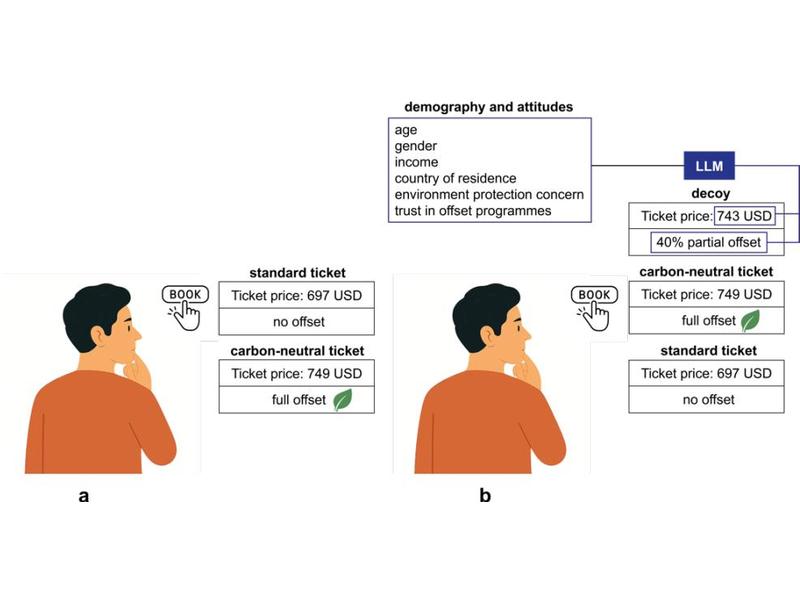 demography and attitudes
age
gender
income
country of residence
environment protection concern
trust in offset programmes
LLM
decoy
Ticket price: 743 USD
40% partial offset
standard ticket
BOOK
Ticket price: 697 USD
no offset
carbon-neutral ticket
Ticket price: 749 USD
full offset
BOOK
carbon-neutral ticket
Ticket price: 749 USD
full offset
standard ticket
Ticket price: 697 USD
no offset
a
b